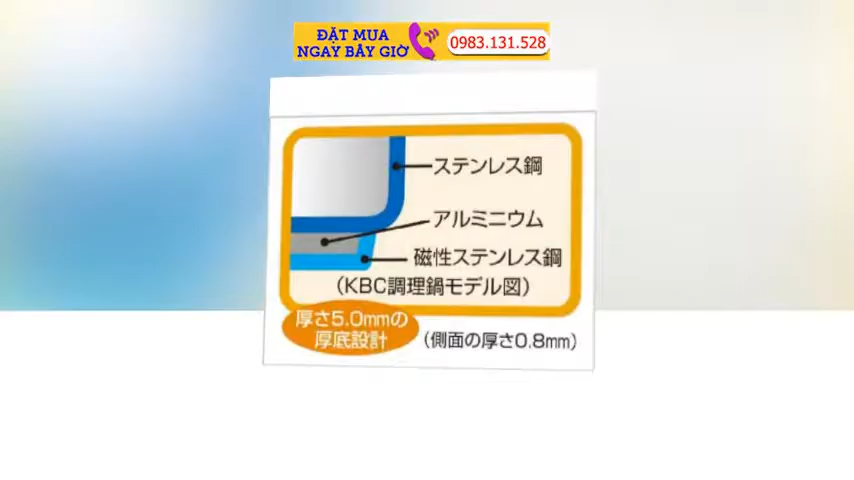 ĐẶT MUA
NGAY BÂY GIỜ
0983.131.528
ステンレス鋼
アルミニウム
磁性ステンレス鋼
（KBC調理鍋モデル図）
厚さ5.0mmの
厚底設計
（側面の厚さ0.8mm）